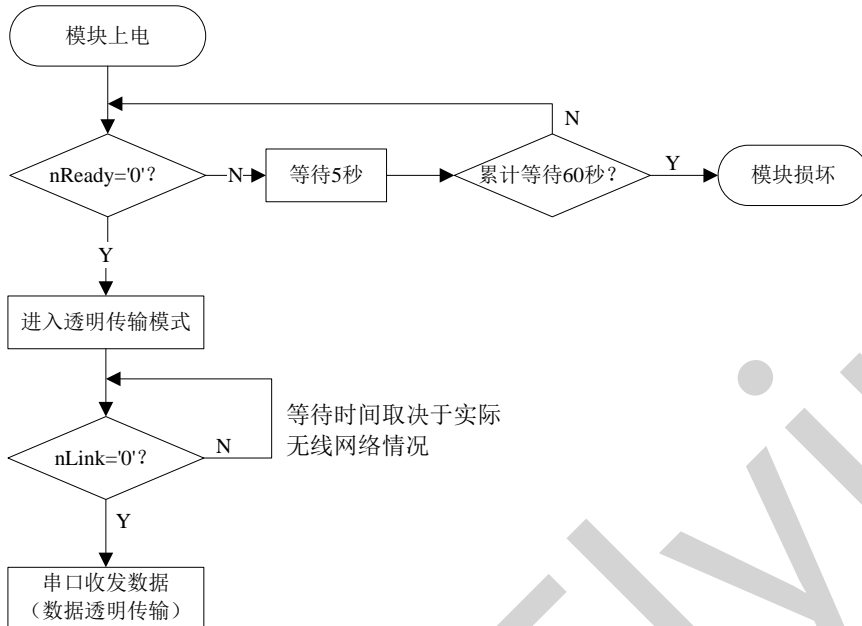 模块上电
N
nReady='0'?
N
等待5秒
累计等待60秒?
Y
模块损坏
Y
进入透明传输模式
等待时间取决于实际
无线网络情况
nLink='0'?
N
Y
串口收发数据
（数据透明传输）